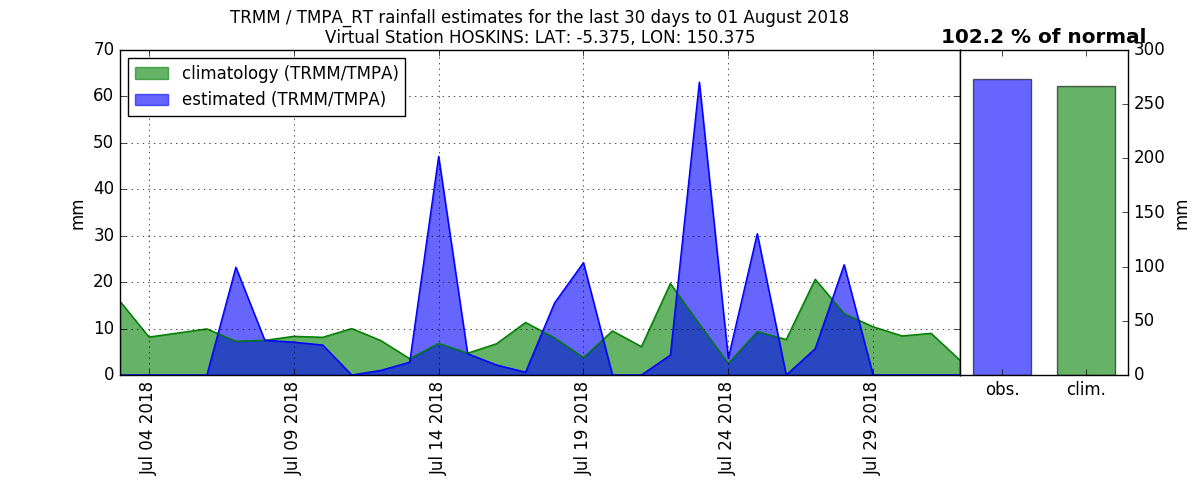 TRMM / TMPA_RT rainfall estimates for the last 30 days to 01 August 2018
Virtual Station HOSKINS: LAT: -5.375, LON: 150.375
102.2 % of normal
climatology (TRMM/TMPA)
estimated (TRMM/TMPA)
mm
70
60
50
40
30
20
10
0
Jul 04 2018
Jul 09 2018
Jul 14 2018
Jul 19 2018
Jul 24 2018
Jul 29 2018
300
250
200
150
100
50
0
mm
obs.
clim.